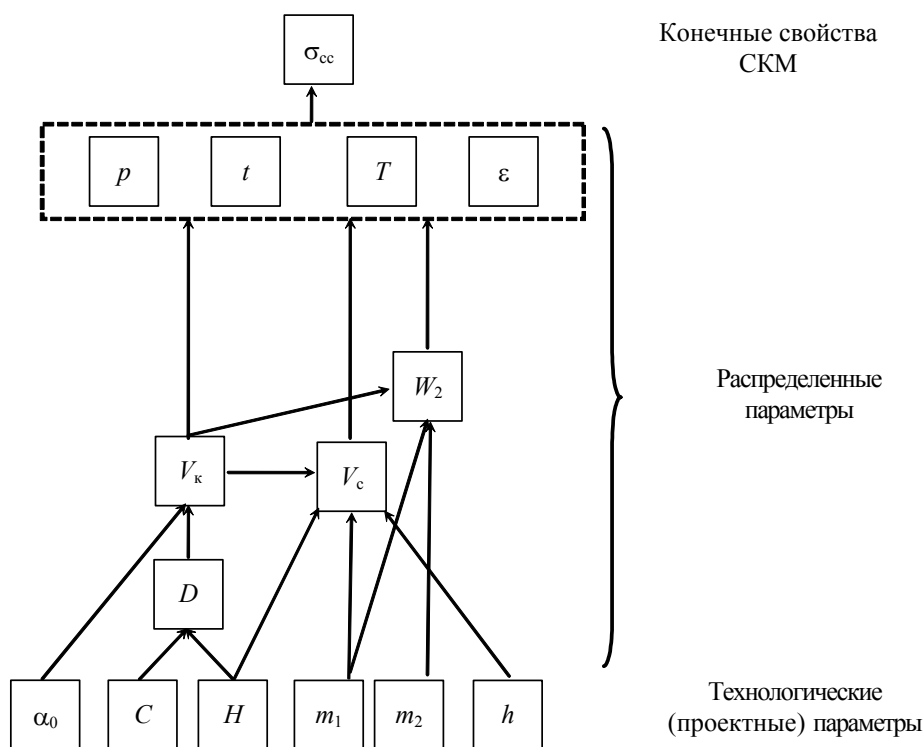 Конечные свойства
СКМ
σсс
p t T ε
W2
Распределенные
параметры
Vк Vс
D
α0 C H m1 m2 h
Технологические
(проектные) параметры